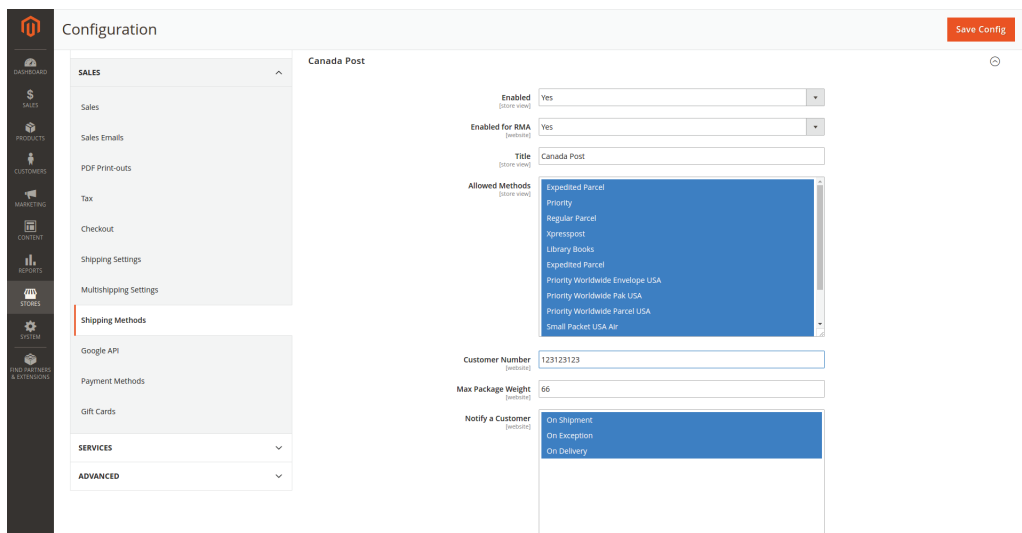 Configuration
Save Config
DASHBOARD
SALES
PRODUCTS
CUSTOMERS
MARKETING
CONTENT
REPORTS
STORES
SYSTEM
FIND PARTNERS
& EXTENSIONS
SALES
Sales
Sales Emails
PDF Print-outs
Tax
Checkout
Shipping Settings
Multishipping Settings
Shipping Methods
Google API
Payment Methods
Gift Cards
SERVICES
ADVANCED
Canada Post
Enabled
[store view]
Yes
Enabled for RMA
[website]
Yes
Title
[store view]
Canada Post
Allowed Methods
[store view]
Expedited Parcel
Priority
Regular Parcel
Xpresspost
Library Books
Expedited Parcel
Priority Worldwide Envelope USA
Priority Worldwide Pak USA
Priority Worldwide Parcel USA
Small Packet USA Air
Customer Number
[website]
123123123
Max Package Weight
[website]
66
Notify a Customer
[website]
On Shipment
On Exception
On Delivery